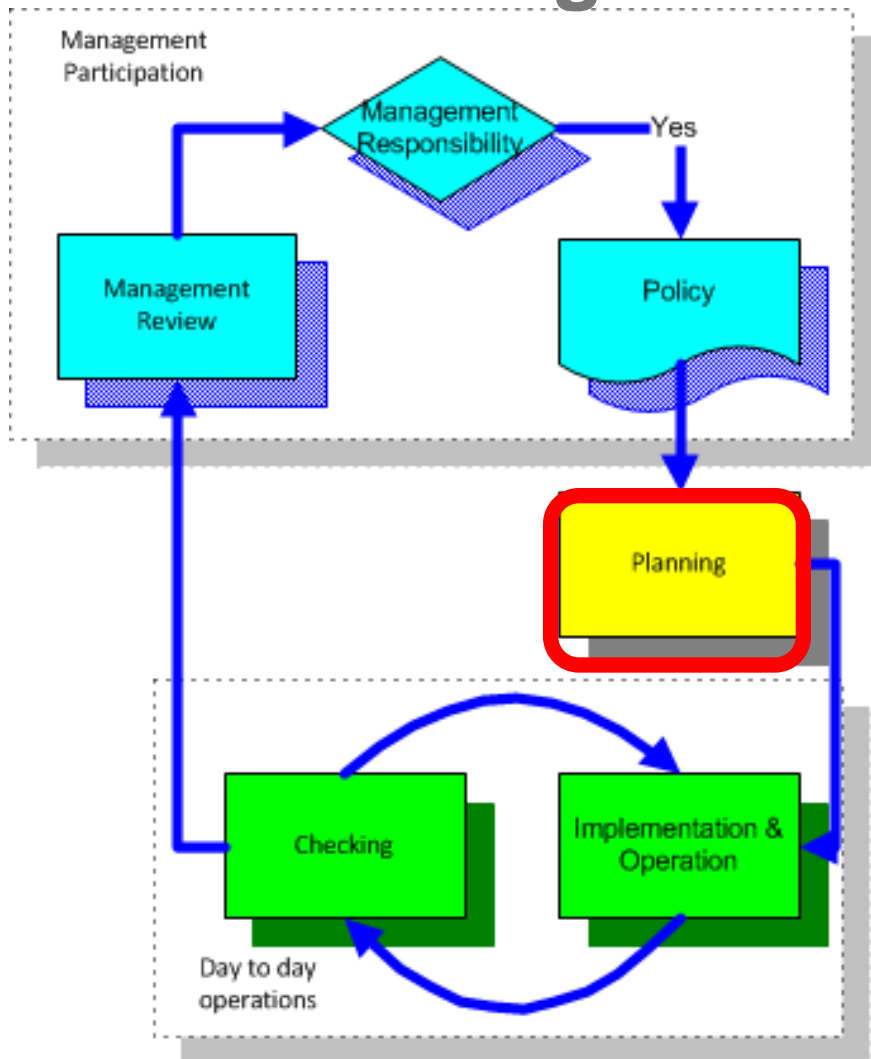 Management
Participation
Management
Responsibility
Yes
Management
Review
Policy
Planning
Checking
Implementation &
Operation
Day to day
operations